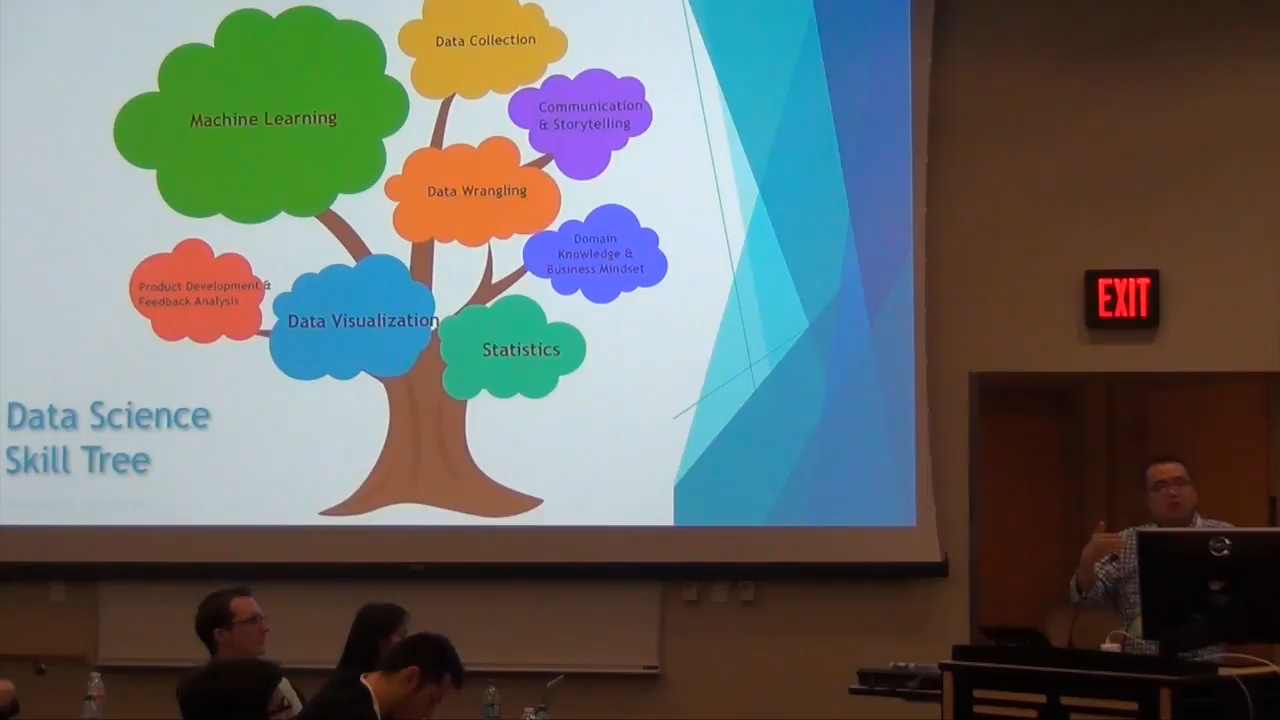 Data Collection
Machine Learning
Communication
& Storytelling
Data Wrangling
Domain
Knowledge &
Business Mindset
Product Development &
Feedback Analysis
Data Visualization
Statistics
Data Science
Skill Tree
EXIT